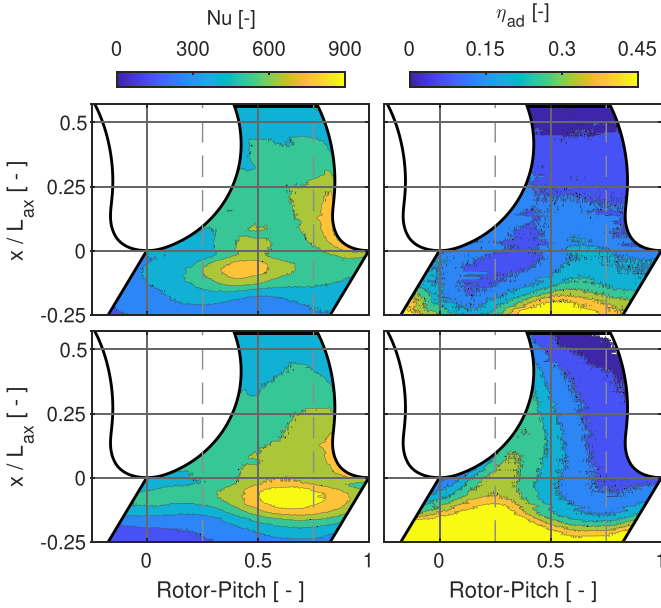 Nu [-]
η_ad [-]
0 300 600 900
0 0.15 0.3 0.45
x / L_ax [ - ]
0.5
0.25
0
-0.25
x / L_ax [ - ]
0.5
0.25
0
-0.25
0 0.5 1
0 0.5 1
Rotor-Pitch [ - ]
Rotor-Pitch [ - ]